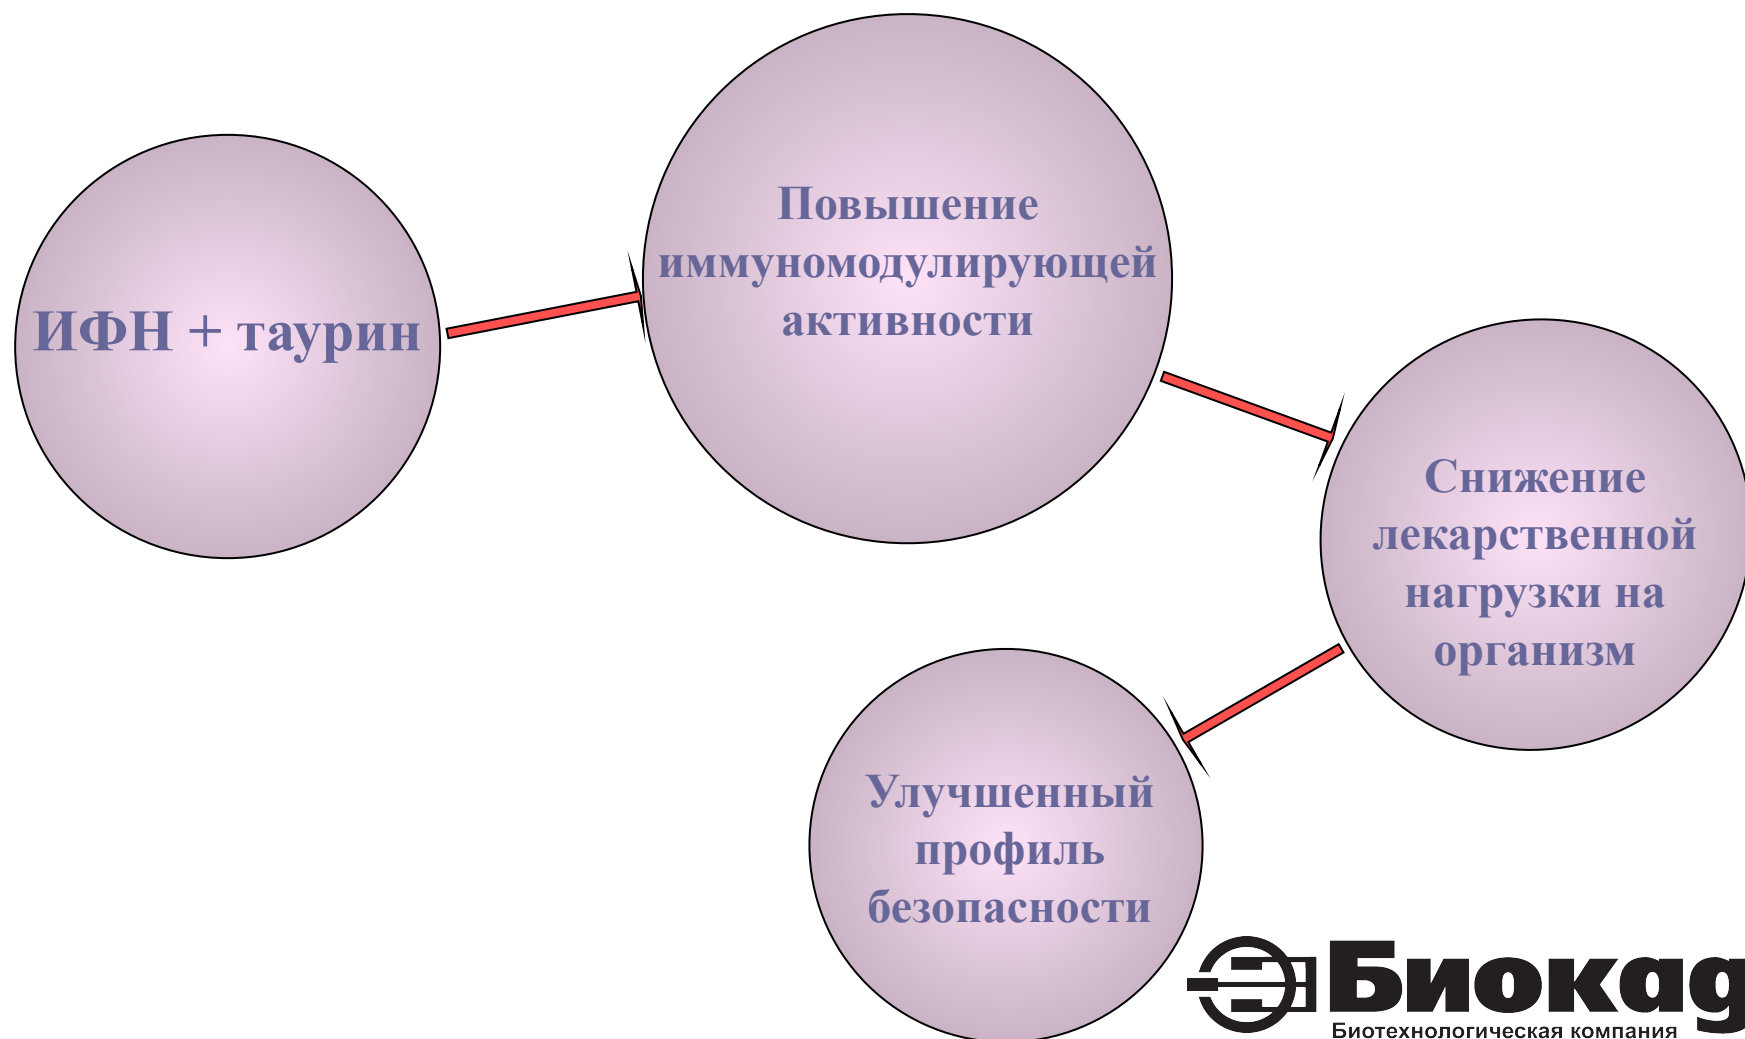 ИФН + таурин
Повышение
иммуномодулирующей
активности
Снижение
лекарственной
нагрузки на
организм
Улучшенный
профиль
безопасности
Биокад
Биотехнологическая компания